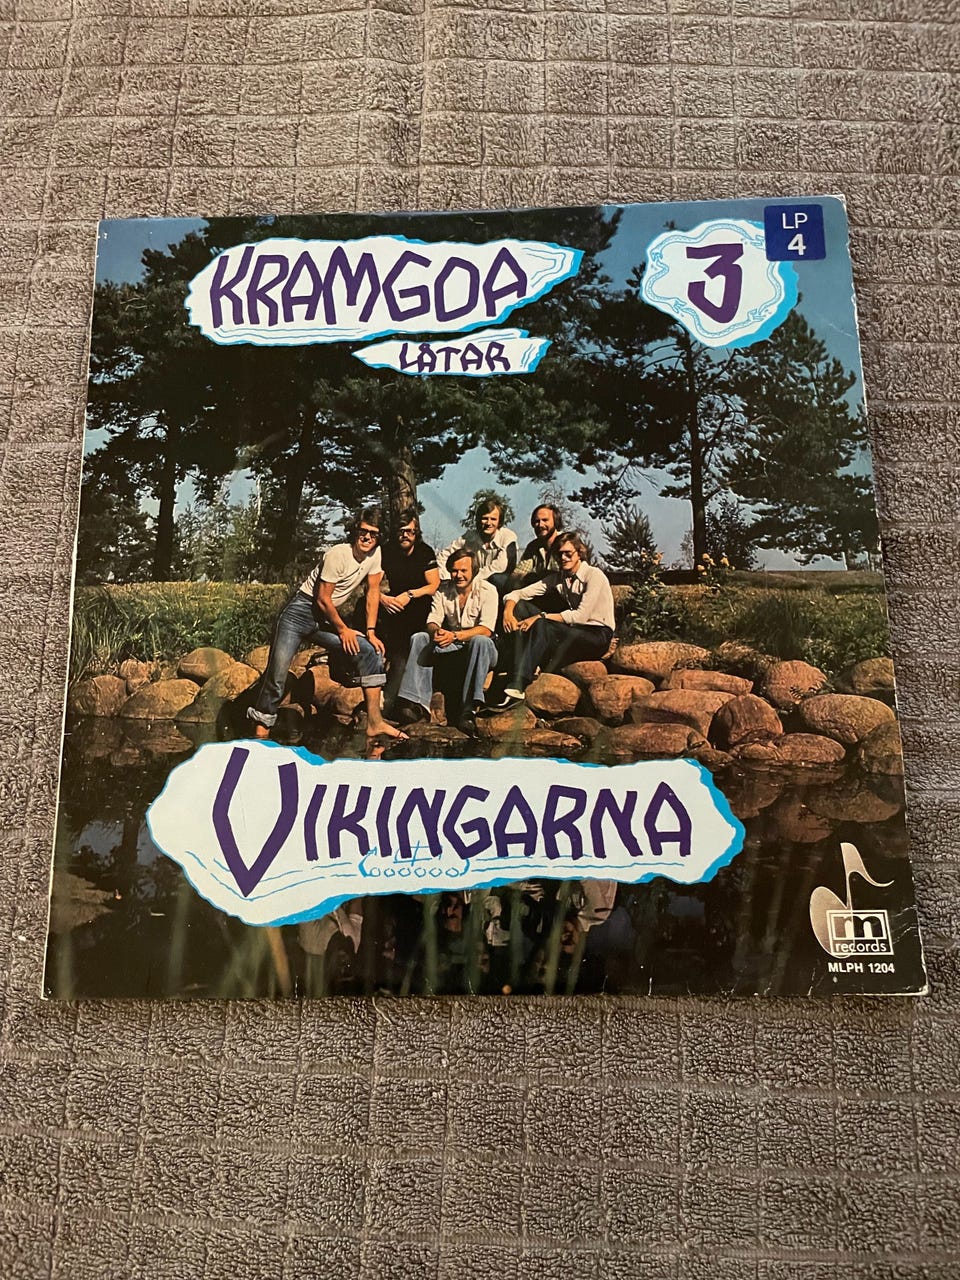 KRAMGOA
LÅTAR
3
LP
4
VIKINGARNA
m
records
MLPH 1204